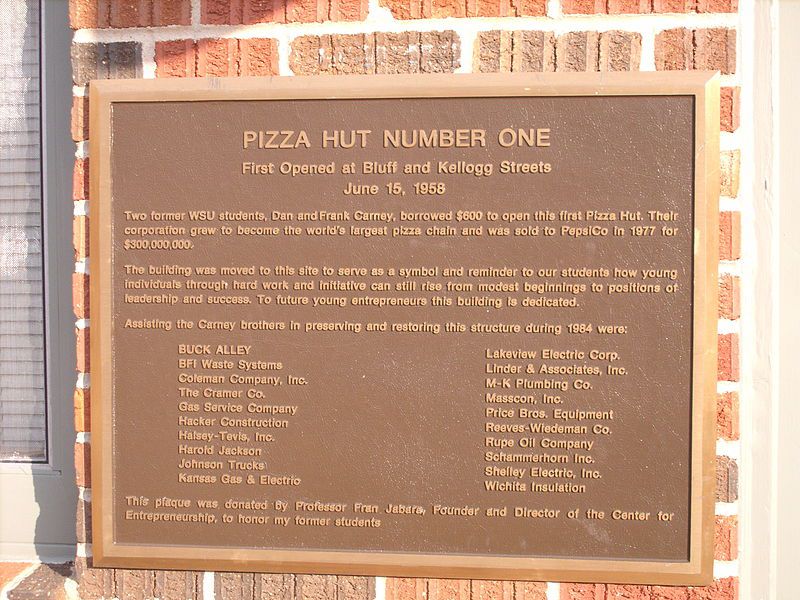 PIZZA HUT NUMBER ONE
First Opened at Bluff and Kellogg Streets
June 15, 1958
Two former WSU students, Dan and Frank Carney, borrowed $600 to open this first Pizza Hut. Their
corporation grew to become the world's largest pizza chain and was sold to PepsiCo in 1977 for
$300,000,000.
The building was moved to this site to serve as a symbol and reminder to our students how young
individuals through hard work and initiative can still rise from modest beginnings to positions of
leadership and success. To future young entrepreneurs this building is dedicated.
Assisting the Carney brothers in preserving and restoring this structure during 1984 were:
BUCK ALLEY
BFI Waste Systems
Coleman Company, Inc.
The Cramer Co.
Gas Service Company
Hacker Construction
Halsey-Tevis, Inc.
Harold Jackson
Johnson Trucks
Kansas Gas & Electric
Lakeview Electric Corp.
Linder & Associates, Inc.
M-K Plumbing Co.
Masscon, Inc.
Price Bros. Equipment
Reeves-Wiedeman Co.
Rupe Oil Company
Schammerhorn Inc.
Shelley Electric, Inc.
Wichita Insulation
This plaque was donated by Professor Fran Jabara, Founder and Director of the Center for
Entrepreneurship, to honor my former students